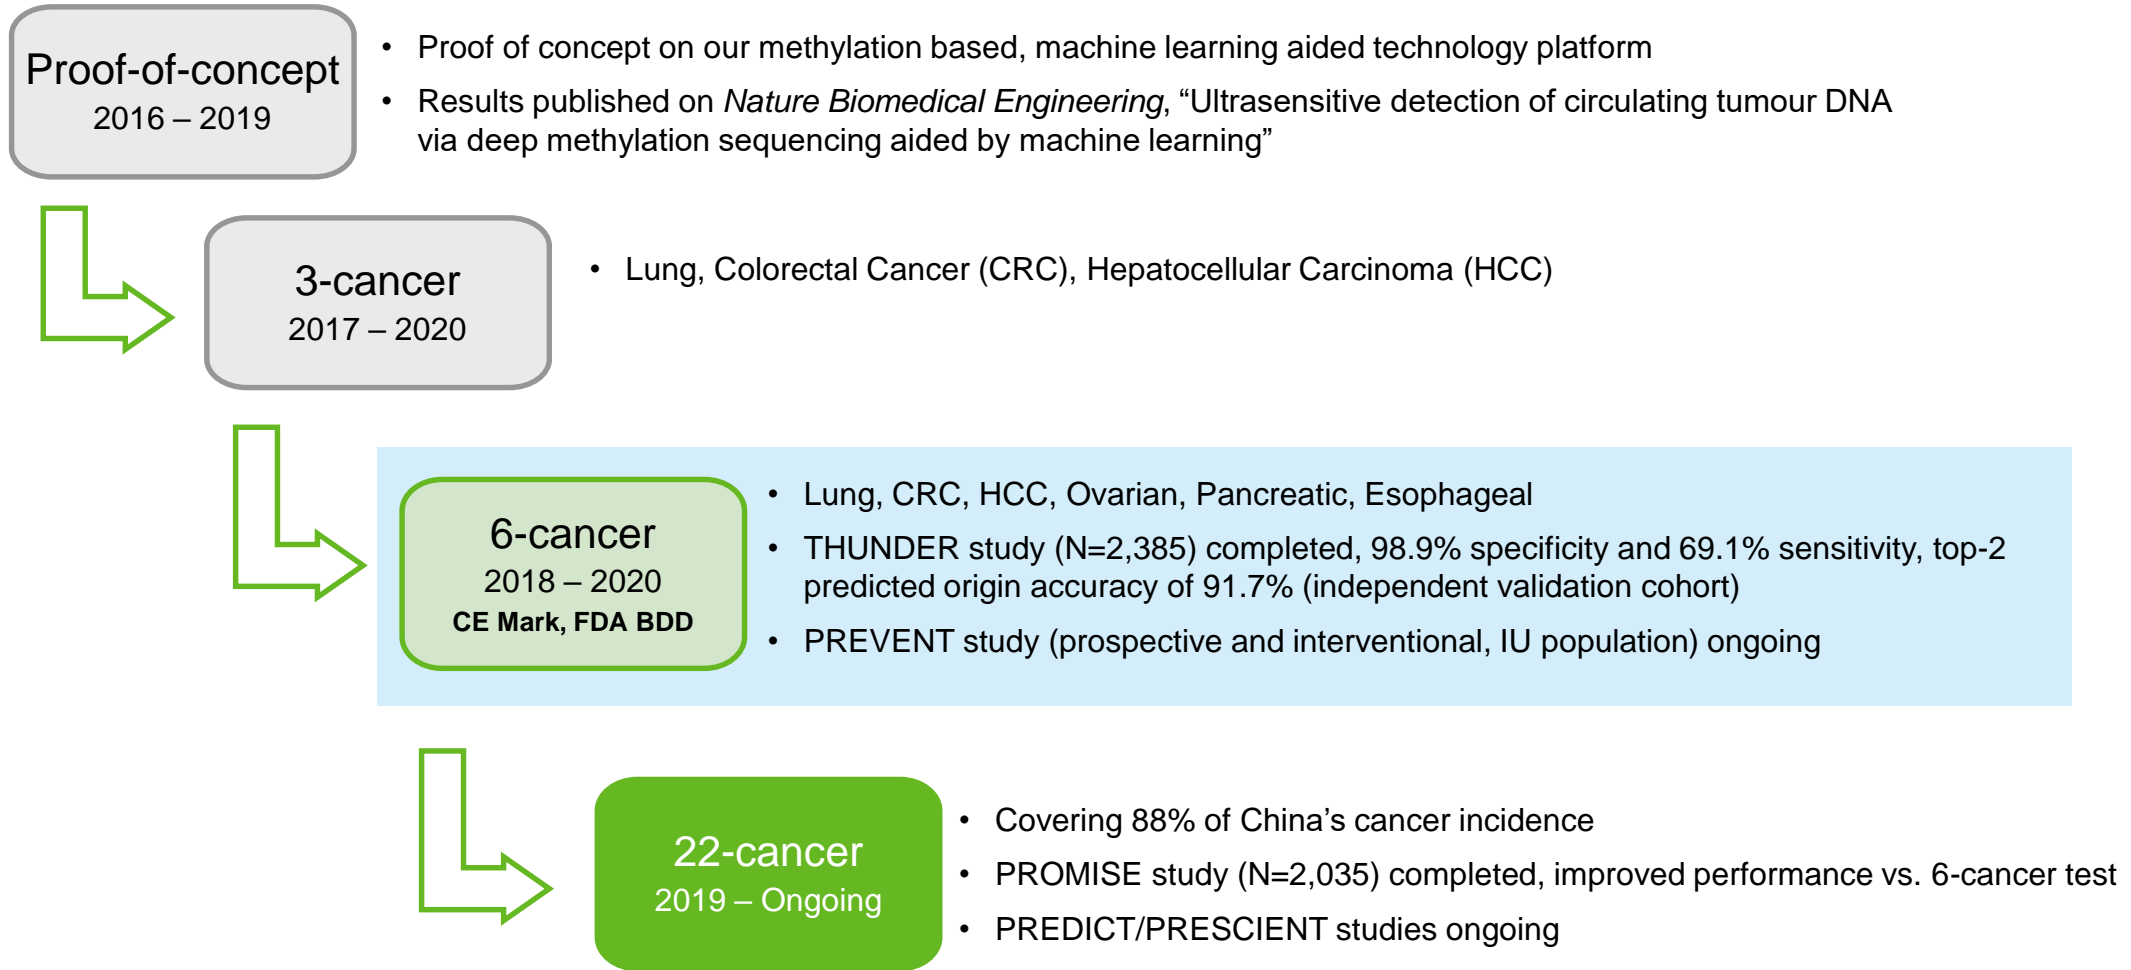 Proof-of-concept
2016 – 2019
• Proof of concept on our methylation based, machine learning aided technology platform
• Results published on Nature Biomedical Engineering, “Ultrasensitive detection of circulating tumour DNA
via deep methylation sequencing aided by machine learning”
3-cancer
2017 – 2020
• Lung, Colorectal Cancer (CRC), Hepatocellular Carcinoma (HCC)
6-cancer
2018 – 2020
CE Mark, FDA BDD
• Lung, CRC, HCC, Ovarian, Pancreatic, Esophageal
• THUNDER study (N=2,385) completed, 98.9% specificity and 69.1% sensitivity, top-2
predicted origin accuracy of 91.7% (independent validation cohort)
• PREVENT study (prospective and interventional, IU population) ongoing
22-cancer
2019 – Ongoing
• Covering 88% of China’s cancer incidence
• PROMISE study (N=2,035) completed, improved performance vs. 6-cancer test
• PREDICT/PRESCIENT studies ongoing